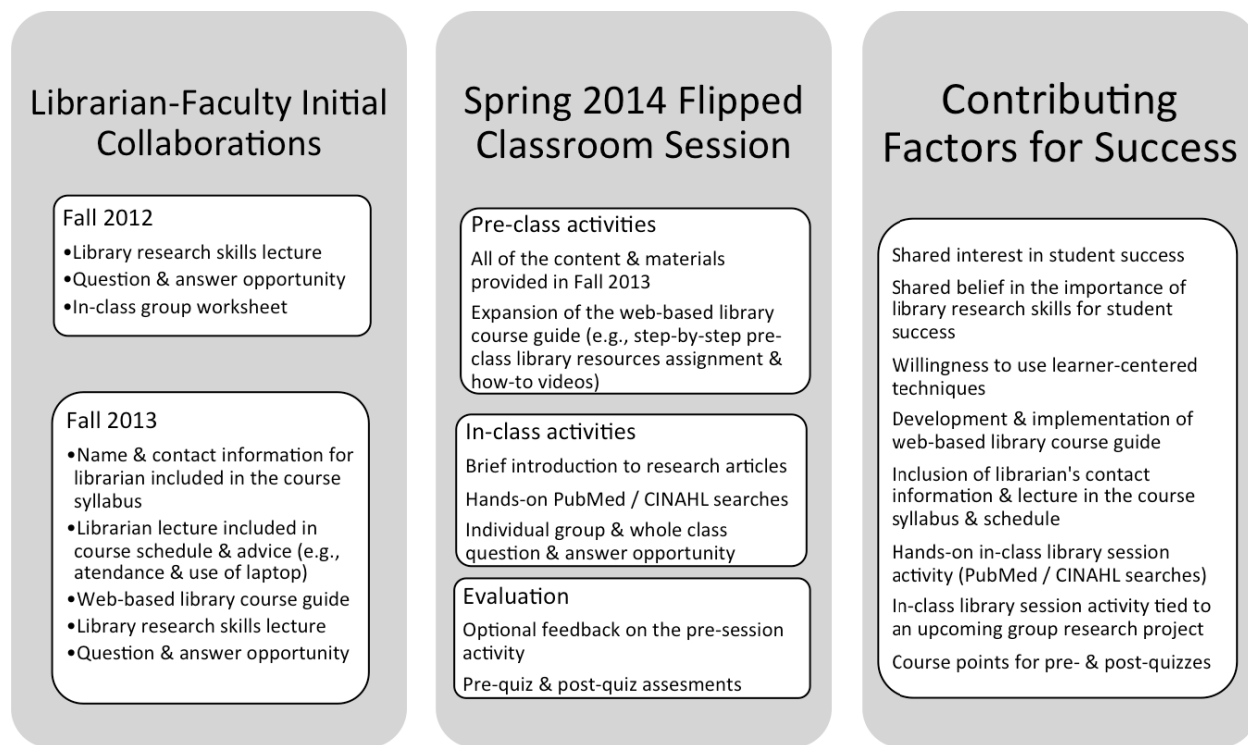 Librarian-Faculty Initial
Collaborations
Fall 2012
•Library research skills lecture
•Question & answer opportunity
•In-class group worksheet
Fall 2013
•Name & contact information for
librarian included in the course
syllabus
•Librarian lecture included in
course schedule & advice (e.g.,
atendance & use of laptop)
•Web-based library course guide
•Library research skills lecture
•Question & answer opportunity
Spring 2014 Flipped
Classroom Session
Pre-class activities
All of the content & materials
provided in Fall 2013
Expansion of the web-based library
course guide (e.g., step-by-step pre-
class library resources assignment &
how-to videos)
In-class activities
Brief introduction to research articles
Hands-on PubMed / CINAHL searches
Individual group & whole class
question & answer opportunity
Evaluation
Optional feedback on the pre-session
activity
Pre-quiz & post-quiz assesments
Contributing
Factors for Success
Shared interest in student success
Shared belief in the importance of
library research skills for student
success
Willingness to use learner-centered
techniques
Development & implementation of
web-based library course guide
Inclusion of librarian's contact
information & lecture in the course
syllabus & schedule
Hands-on in-class library session
activity (PubMed / CINAHL searches)
In-class library session activity tied to
an upcoming group research project
Course points for pre- & post-quizzes